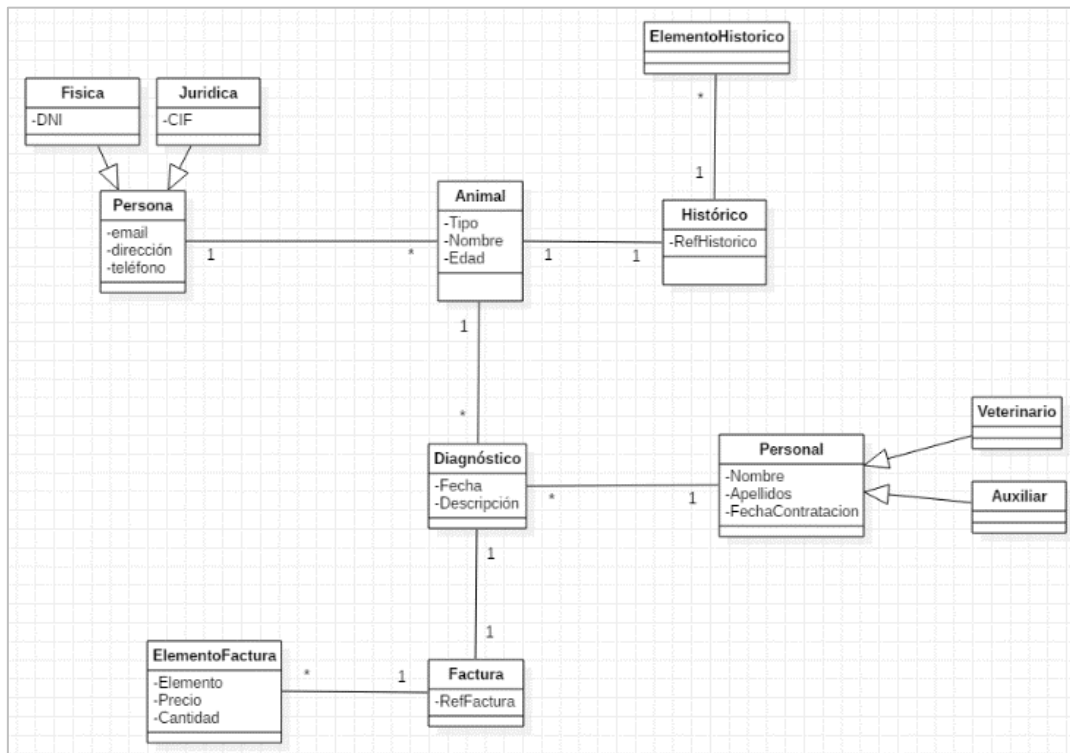 ElementoHistorico
Fisica
-DNI
Juridica
-CIF
*
1
Persona
-email
-dirección
-teléfono
1
*
Animal
-Tipo
-Nombre
-Edad
1
1
Histórico
-RefHistorico
1
*
Diagnóstico
-Fecha
-Descripción
*
1
Personal
-Nombre
-Apellidos
-FechaContratacion
Veterinario
Auxiliar
1
1
ElementoFactura
-Elemento
-Precio
-Cantidad
*
1
Factura
-RefFactura